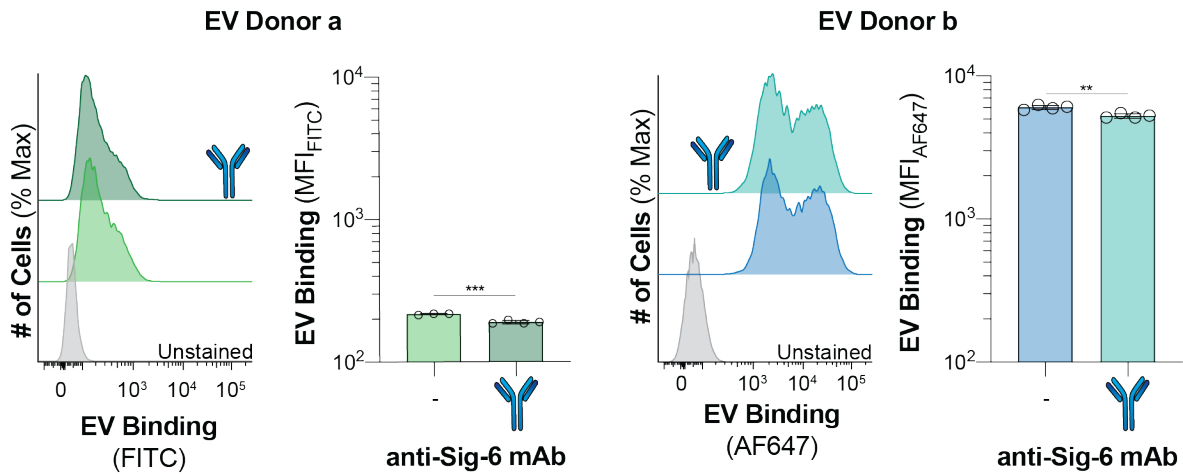 EV Donor a
# of Cells (% Max)
Unstained
0 10³ 10⁴ 10⁵
EV Binding
(FITC)
EV Binding (MFI_FITC)
10⁴
10³
10²
***
-
anti-Sig-6 mAb
EV Donor b
# of Cells (% Max)
Unstained
0 10³ 10⁴ 10⁵
EV Binding
(AF647)
EV Binding (MFI_AF647)
10⁴
10³
10²
**
-
anti-Sig-6 mAb